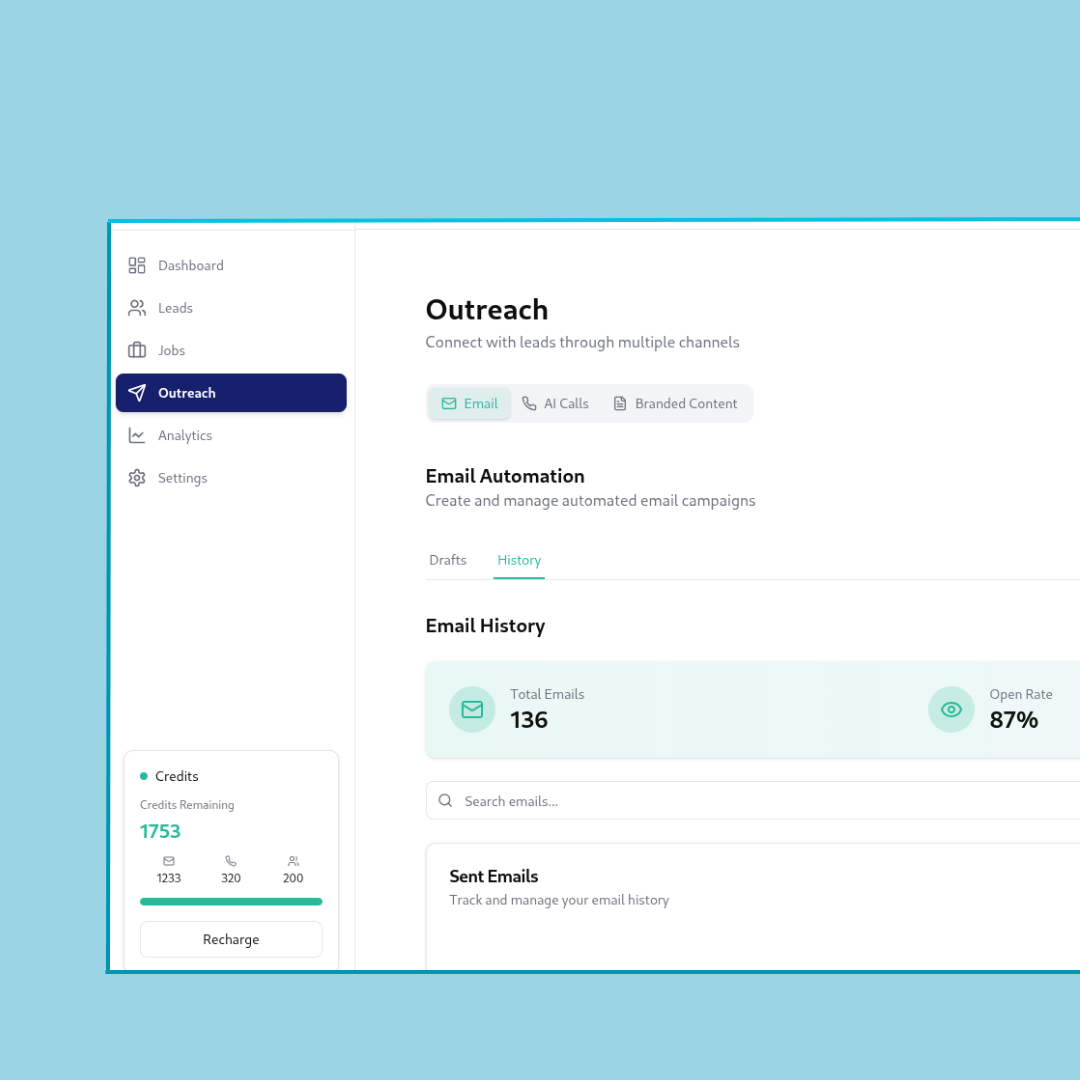 Dashboard
Leads
Jobs
Outreach
Analytics
Settings
Credits
Credits Remaining
1753
1233 320 200
Recharge
Outreach
Connect with leads through multiple channels
Email AI Calls Branded Content
Email Automation
Create and manage automated email campaigns
Drafts History
Email History
Total Emails
136
Open Rate
87%
Search emails...
Sent Emails
Track and manage your email history